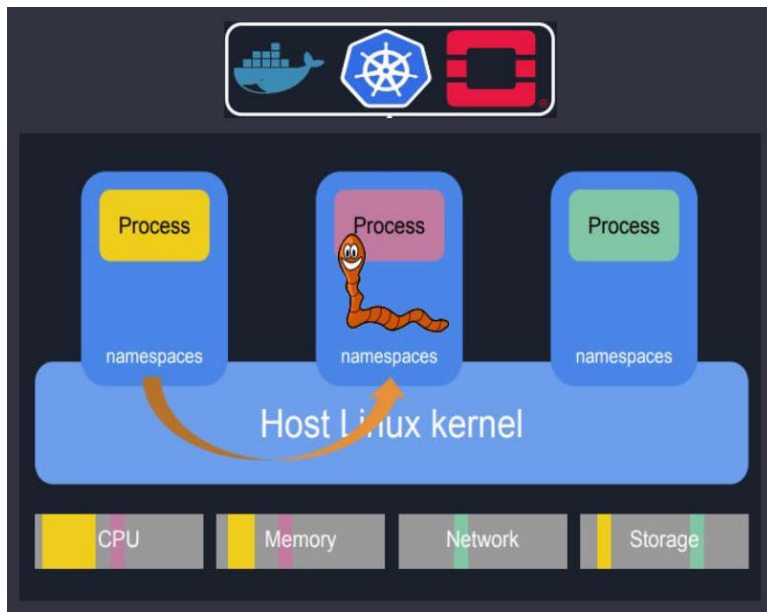 Process
Process
Process
namespaces
namespaces
namespaces
Host Linux kernel
CPU
Memory
Network
Storage